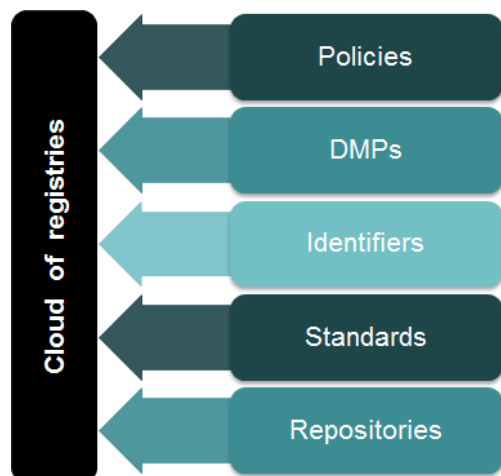 Cloud of registries
Policies
DMPs
Identifiers
Standards
Repositories